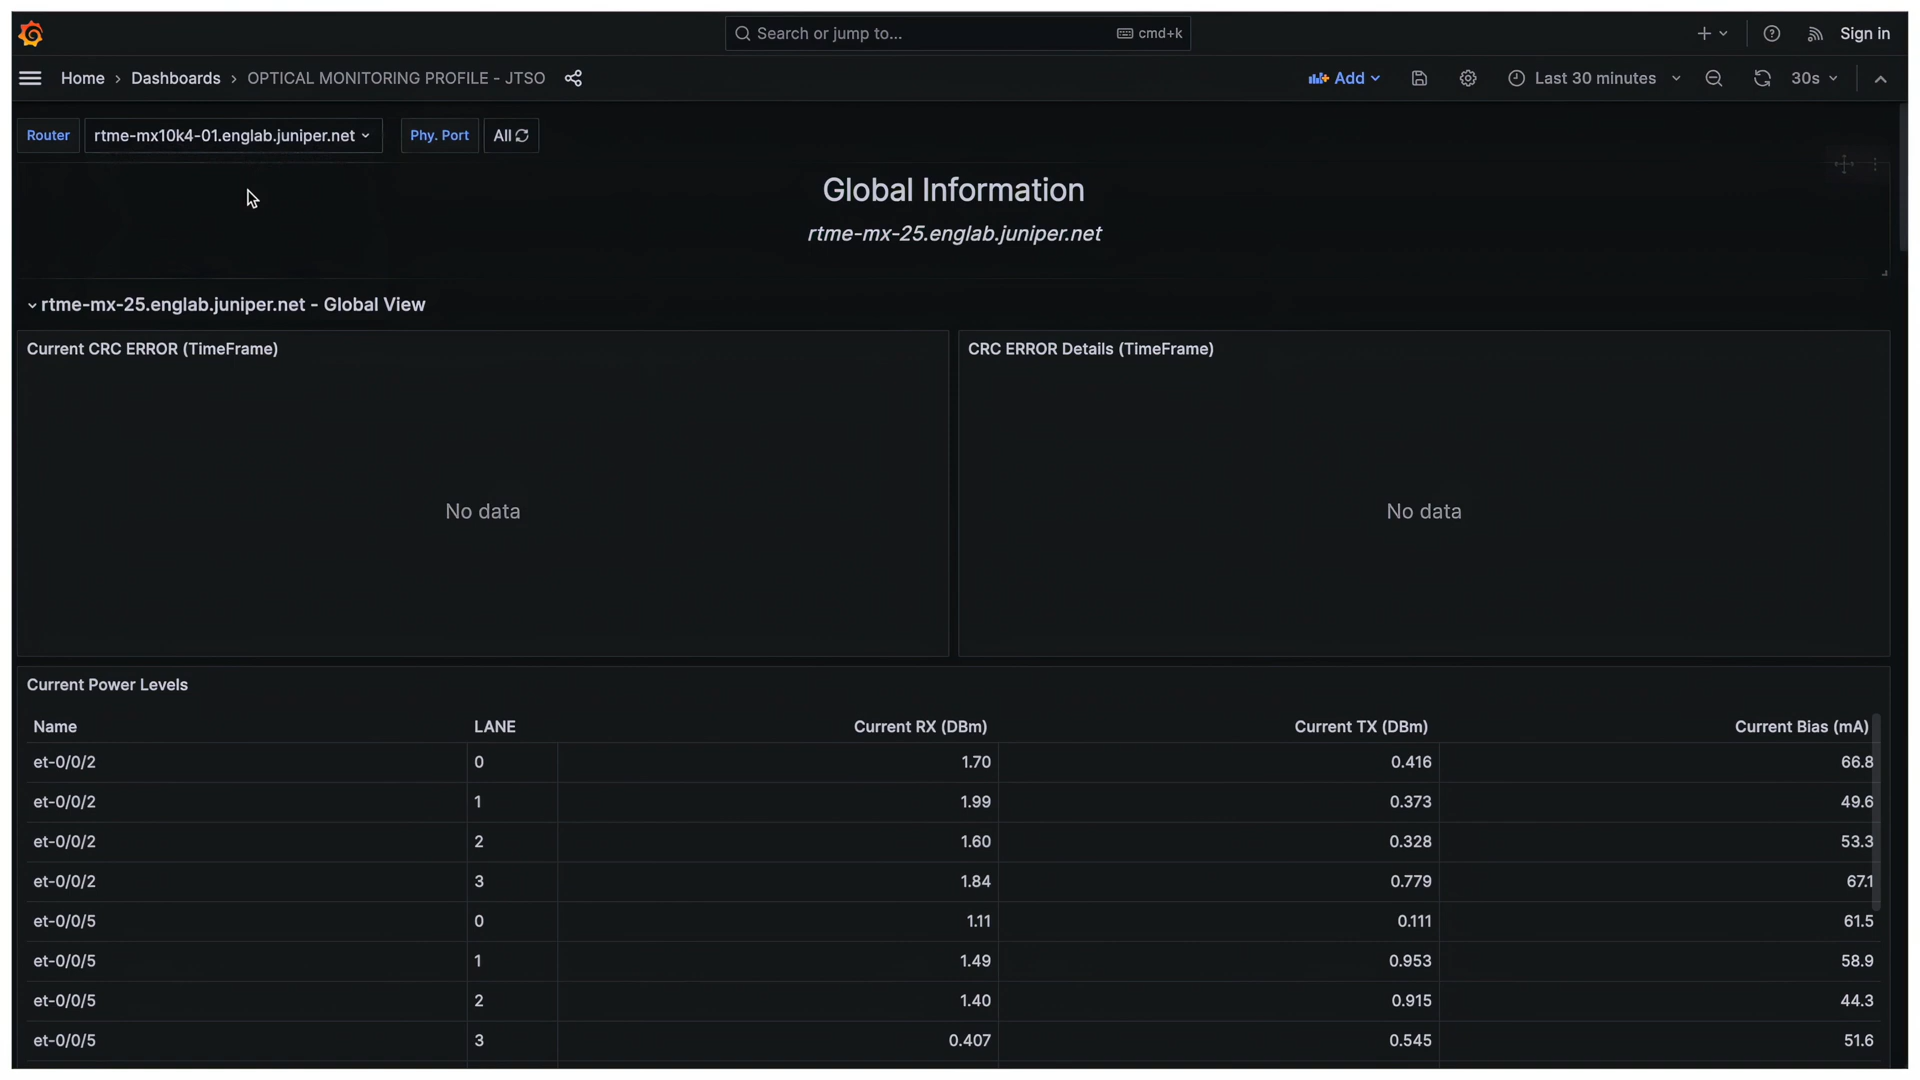 Search or jump to... cmd+k Sign in
Home › Dashboards › OPTICAL MONITORING PROFILE - JTSO Add Last 30 minutes 30s
Router rtme-mx10k4-01.englab.juniper.net Phy. Port All
Global Information
rtme-mx-25.englab.juniper.net
rtme-mx-25.englab.juniper.net - Global View
Current CRC ERROR (TimeFrame) CRC ERROR Details (TimeFrame)
No data No data
Current Power Levels
Name LANE Current RX (DBm) Current TX (DBm) Current Bias (mA)
et-0/0/2 0 1.70 0.416 66.8
et-0/0/2 1 1.99 0.373 49.6
et-0/0/2 2 1.60 0.328 53.3
et-0/0/2 3 1.84 0.779 67.1
et-0/0/5 0 1.11 0.111 61.5
et-0/0/5 1 1.49 0.953 58.9
et-0/0/5 2 1.40 0.915 44.3
et-0/0/5 3 0.407 0.545 51.6